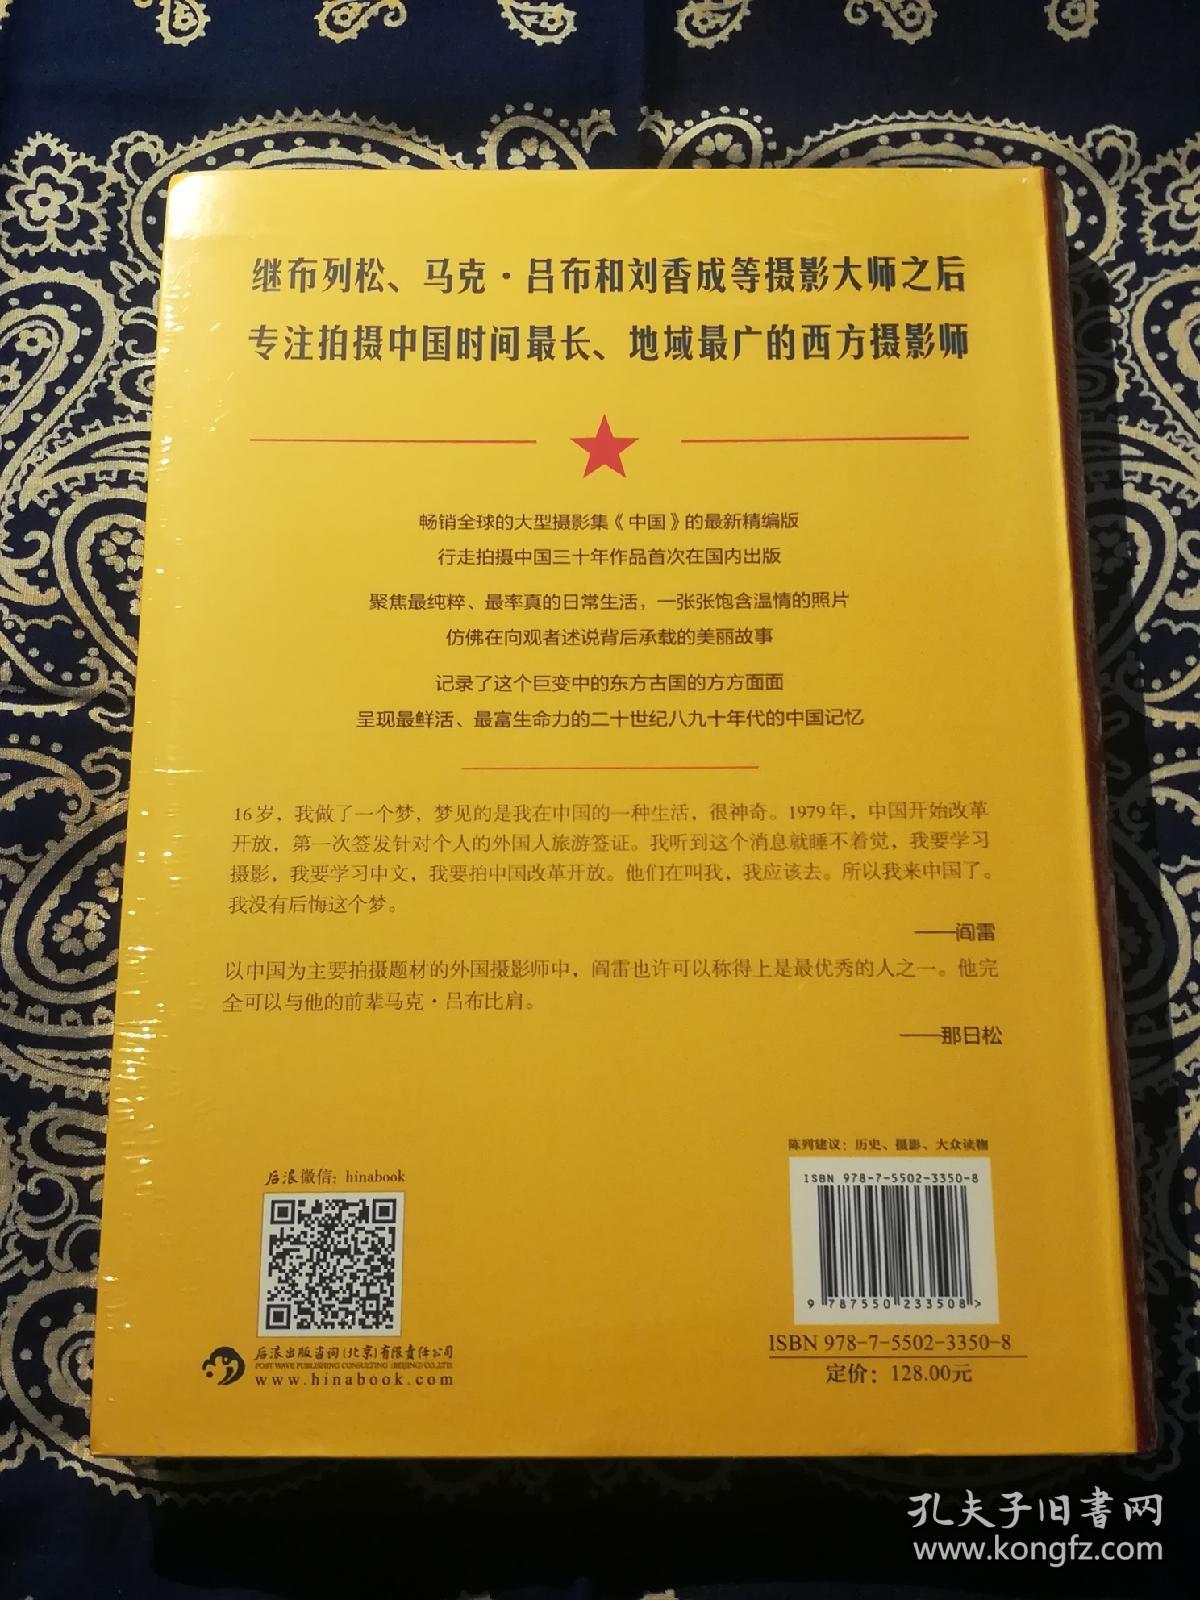 继布列松、马克·吕布和刘香成等摄影大师之后
专注拍摄中国时间最长、地域最广的西方摄影师
畅销全球的大型摄影集《中国》的最新精编版
行走拍摄中国三十年作品首次在国内出版
聚焦最纯粹、最率真的日常生活，一张张饱含温情的照片
仿佛在向观者述说背后承载的美丽故事
记录了这个巨变中的东方古国的方方面面
呈现最鲜活、最富生命力的二十世纪八九十年代的中国记忆
16岁，我做了一个梦，梦见的是我在中国的一种生活，很神奇。1979年，中国开始改革
开放，第一次签发针对个人的外国人旅游签证。我听到这个消息就睡不着觉，我要学习
摄影，我要学习中文，我要拍中国改革开放。他们在叫我，我应该去。所以我来中国了。
我没有后悔这个梦。
——阎雷
以中国为主要拍摄题材的外国摄影师中，阎雷也许可以称得上是最优秀的人之一。他完
全可以与他的前辈马克·吕布比肩。
——那日松
陈列建议：历史、摄影、大众读物
ISBN 978-7-5502-3350-8
9 787550 233508 >
ISBN 978-7-5502-3350-8
定价：128.00元
后浪微信：hinabook
后浪出版咨询(北京)有限责任公司
POST WAVE PUBLISHING CONSULTING (BEIJING) CO.,LTD.
www.hinabook.com
孔夫子旧书网
www.kongfz.com